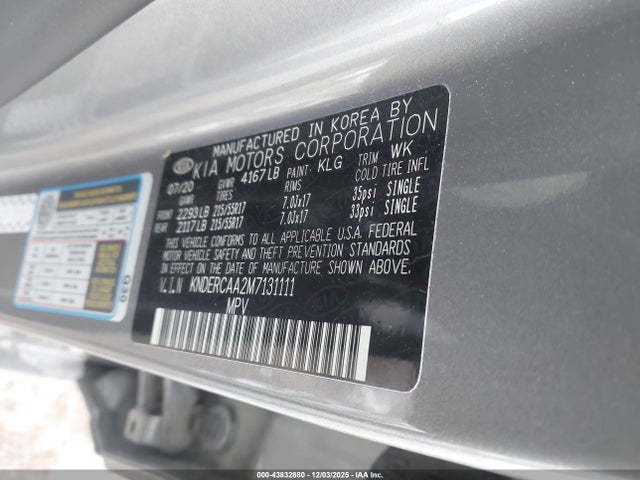 MANUFACTURED IN KOREA BY
KIA KIA MOTORS CORPORATION
07/20 GVWR 4167 LB PAINT KLG TRIM WK
GAWR TIRES RIMS COLD TIRE INFL
FRONT 2293 LB 215/55R17 7.0Jx17 35psi SINGLE
REAR 2117 LB 215/55R17 7.0Jx17 33psi SINGLE
THIS VEHICLE CONFORMS TO ALL APPLICABLE U.S.A. FEDERAL
MOTOR VEHICLE SAFETY AND THEFT PREVENTION STANDARDS
IN EFFECT ON THE DATE OF MANUFACTURE SHOWN ABOVE.
V.I.N KNDERCAA2M7131111
MPV
Q30
000-43832880 - 12/03/2025 - IAA Inc.